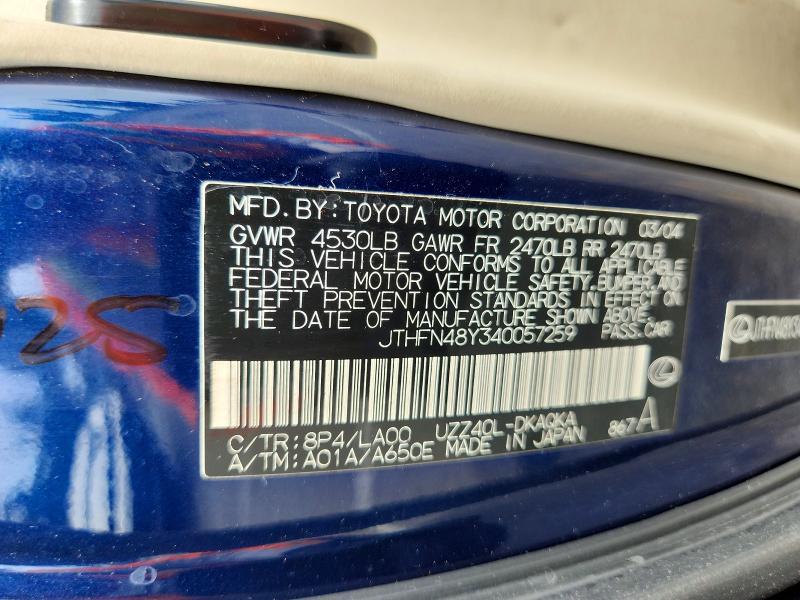 MFD. BY: TOYOTA MOTOR CORPORATION 03/04
GVWR 4530LB GAWR FR 2470LB RR 2470LB
THIS VEHICLE CONFORMS TO ALL APPLICABLE
FEDERAL MOTOR VEHICLE SAFETY, BUMPER, AND
THEFT PREVENTION STANDARDS IN EFFECT ON
THE DATE OF MANUFACTURE SHOWN ABOVE.
JTHFN48Y340057259 PASS. CAR
C/TR: 8P4/LA00 UZZ40L-DKAGKA 867 A
A/TM: A01A/A650E MADE IN JAPAN